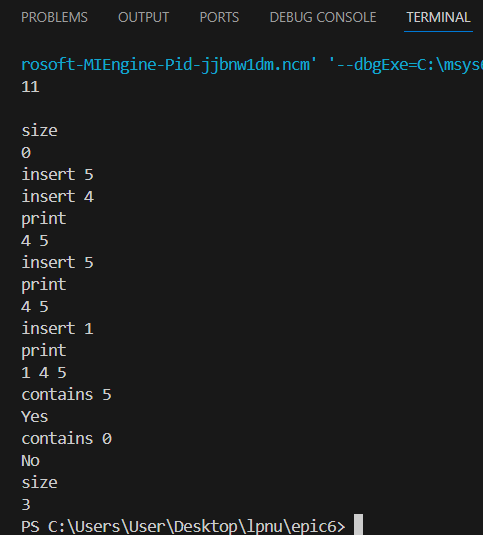 PROBLEMS OUTPUT PORTS DEBUG CONSOLE TERMINAL
rosoft-MIEngine-Pid-jjbnw1dm.ncm' '--dbgExe=C:\msys6
11
size
0
insert 5
insert 4
print
4 5
insert 5
print
4 5
insert 1
print
1 4 5
contains 5
Yes
contains 0
No
size
3
PS C:\Users\User\Desktop\lpnu\epic6>